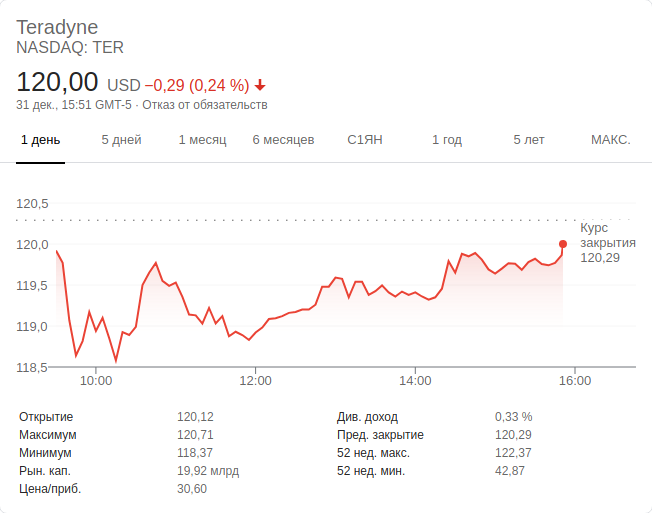 Teradyne
NASDAQ: TER
120,00 USD −0,29 (0,24 %)
31 дек., 15:51 GMT-5 · Отказ от обязательств
1 день 5 дней 1 месяц 6 месяцев С1ЯН 1 год 5 лет МАКС.
120,5
120,0
119,5
119,0
118,5
Курс
закрытия
120,29
10:00 12:00 14:00 16:00
Открытие 120,12 Див. доход 0,33 %
Максимум 120,71 Пред. закрытие 120,29
Минимум 118,37 52 нед. макс. 122,37
Рын. кап. 19,92 млрд 52 нед. мин. 42,87
Цена/приб. 30,60